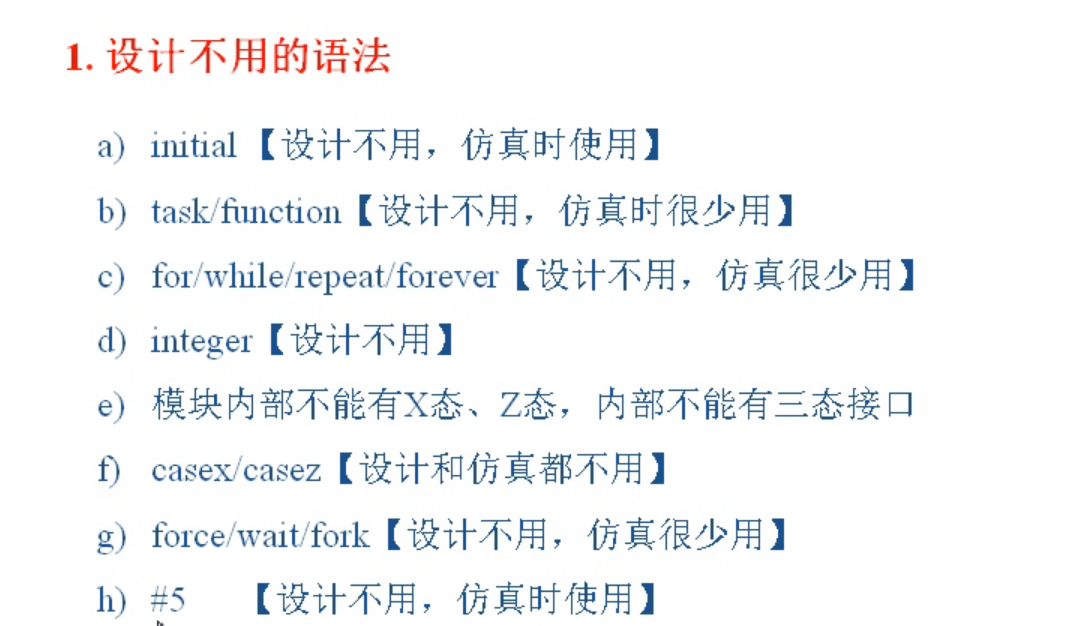 1. 设计不用的语法
a) initial【设计不用，仿真时使用】
b) task/function【设计不用，仿真时很少用】
c) for/while/repeat/forever【设计不用，仿真很少用】
d) integer【设计不用】
e) 模块内部不能有X态、Z态，内部不能有三态接口
f) casex/casez【设计和仿真都不用】
g) force/wait/fork【设计不用，仿真很少用】
h) #5 【设计不用，仿真时使用】